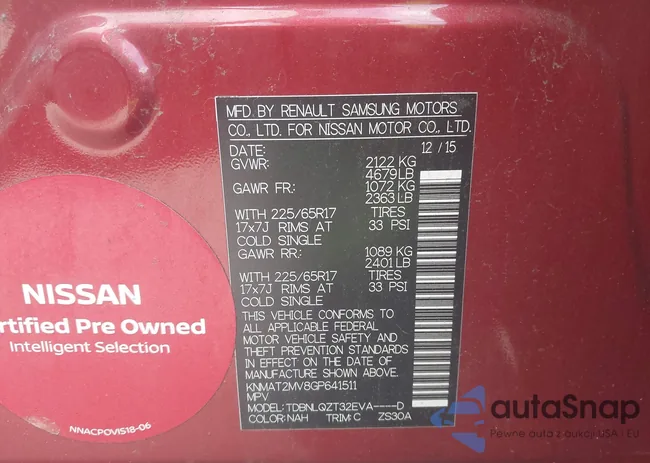 MFD. BY RENAULT SAMSUNG MOTORS
CO., LTD. FOR NISSAN MOTOR CO., LTD.
DATE: 12 / 15
GVWR: 2122 KG
4679LB
GAWR FR: 1072 KG
2363 LB
WITH 225/65R17 TIRES
17x7J RIMS AT 33 PSI
COLD SINGLE
GAWR RR: 1089 KG
2401 LB
WITH 225/65R17 TIRES
17x7J RIMS AT 33 PSI
COLD SINGLE
THIS VEHICLE CONFORMS TO
ALL APPLICABLE FEDERAL
MOTOR VEHICLE SAFETY AND
THEFT PREVENTION STANDARDS
IN EFFECT ON THE DATE OF
MANUFACTURE SHOWN ABOVE.
KNMAT2MV8GP641511
MPV
MODEL: TDBNLQZT32EVA----D
COLOR: NAH TRIM: C ZS30A
NISSAN
rtified Pre Owned
Intelligent Selection
NNACPOVIS18-06
autaSnap
Pewne auta z aukcji USA - EU